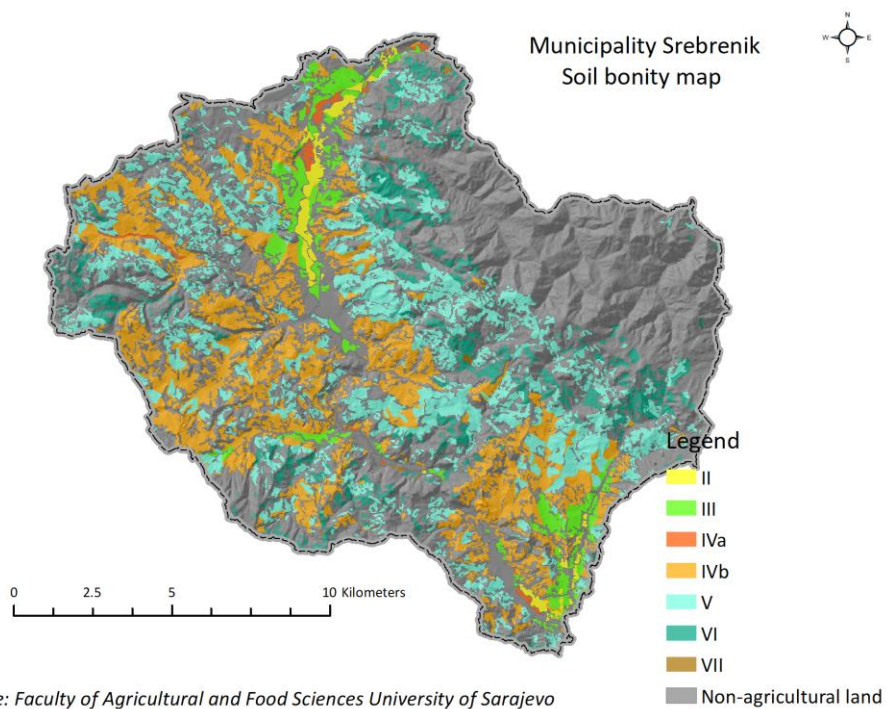 Municipality Srebrenik
Soil bonity map
N
W E
S
Legend
II
III
IVa
IVb
V
VI
VII
Non-agricultural land
0 2.5 5 10 Kilometers
e: Faculty of Agricultural and Food Sciences University of Sarajevo